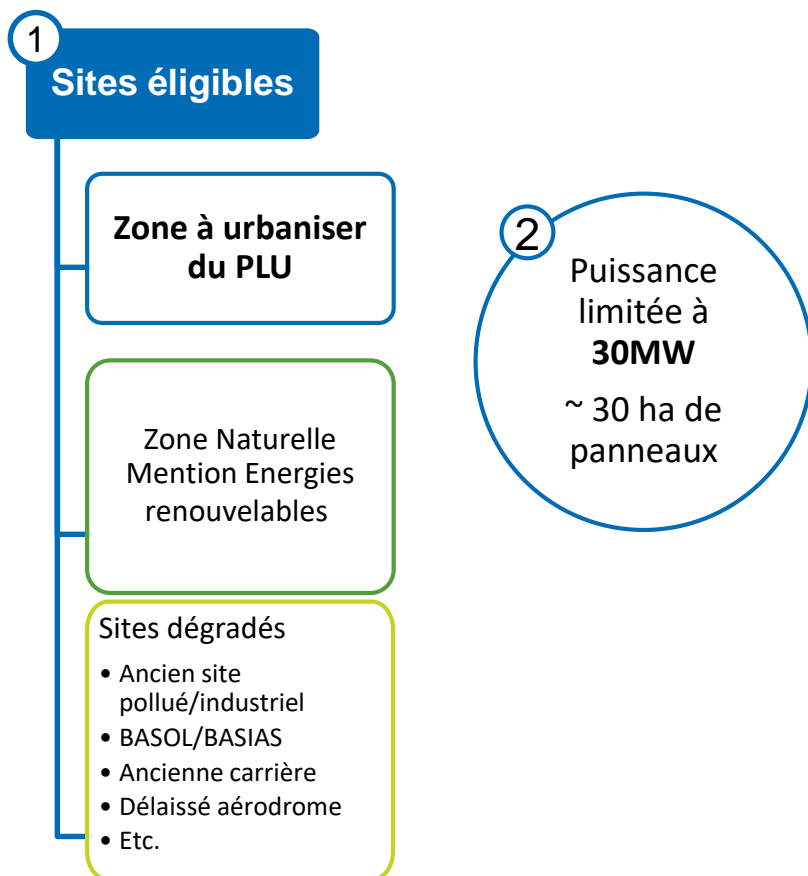 1
Sites éligibles
Zone à urbaniser
du PLU
Zone Naturelle
Mention Energies
renouvelables
Sites dégradés
• Ancien site
pollué/industriel
• BASOL/BASIAS
• Ancienne carrière
• Délaissé aérodrome
• Etc.
2
Puissance
limitée à
30MW
~ 30 ha de
panneaux